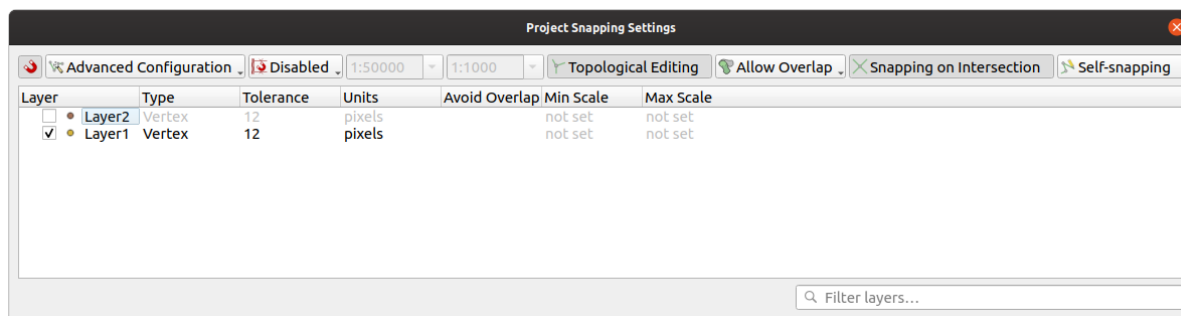 Project Snapping Settings
Advanced Configuration Disabled 1:50000 1:1000 Topological Editing Allow Overlap Snapping on Intersection Self-snapping
Layer Type Tolerance Units Avoid Overlap Min Scale Max Scale
Layer2 Vertex 12 pixels not set not set
Layer1 Vertex 12 pixels not set not set
Filter layers...